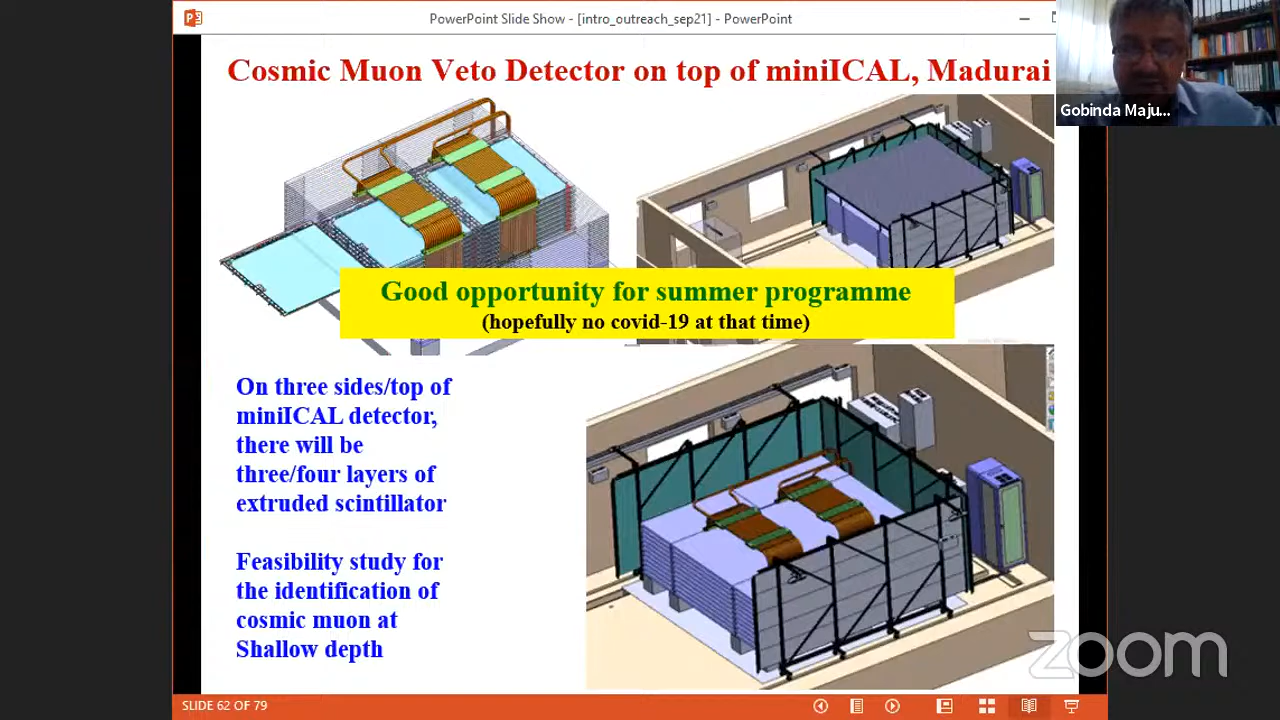 PowerPoint Slide Show - [intro_outreach_sep21] - PowerPoint
Cosmic Muon Veto Detector on top of miniICAL, Madurai
Gobinda Maju...
Good opportunity for summer programme
(hopefully no covid-19 at that time)
On three sides/top of
miniICAL detector,
there will be
three/four layers of
extruded scintillator
Feasibility study for
the identification of
cosmic muon at
Shallow depth
zoom
SLIDE 62 OF 79